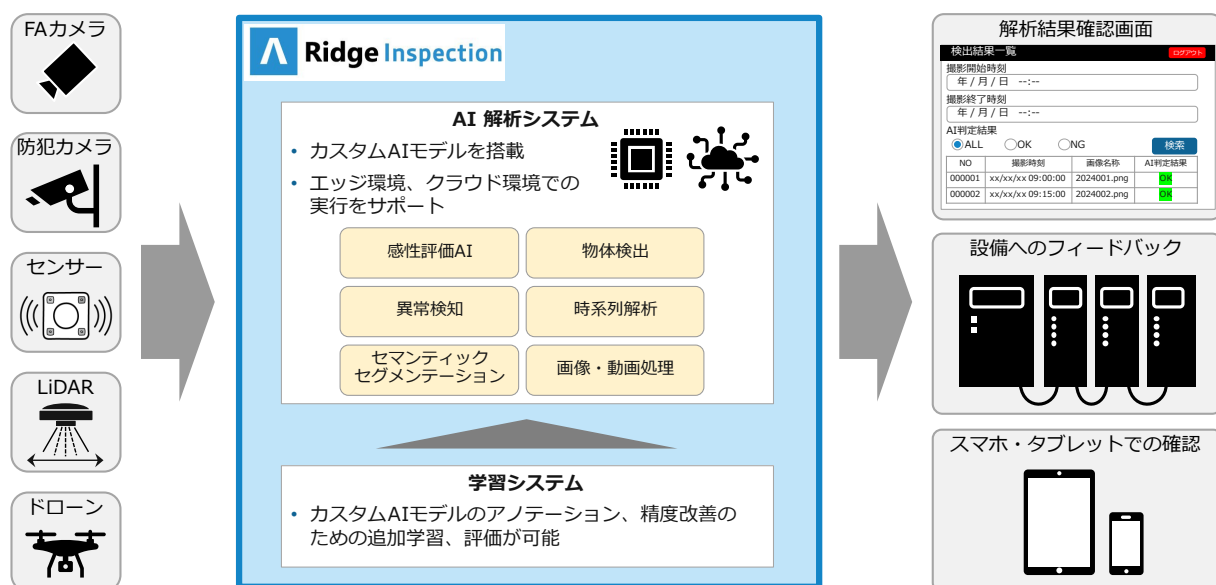 FAカメラ
防犯カメラ
センサー
LiDAR
ドローン
Ridge Inspection
AI 解析システム
• カスタムAIモデルを搭載
• エッジ環境、クラウド環境での
実行をサポート
感性評価AI
物体検出
異常検知
時系列解析
セマンティック
セグメンテーション
画像・動画処理
学習システム
• カスタムAIモデルのアノテーション、精度改善の
ための追加学習、評価が可能
解析結果確認画面
検出結果一覧 ログアウト
撮影開始時刻
年 / 月 / 日 --:--
撮影終了時刻
年 / 月 / 日 --:--
AI判定結果
ALL OK NG 検索
NO 撮影時刻 画像名称 AI判定結果
000001 xx/xx/xx 09:00:00 2024001.png OK
000002 xx/xx/xx 09:15:00 2024002.png OK
設備へのフィードバック
スマホ・タブレットでの確認